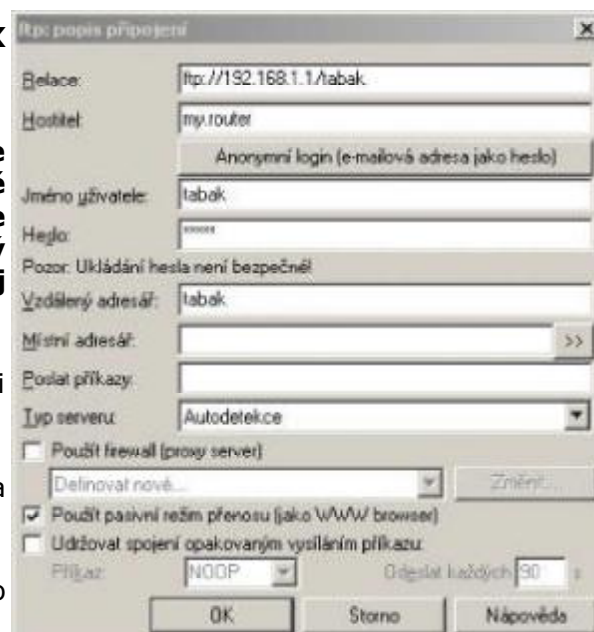 ftp: popis připojení
Relace: ftp://192.168.1.1/tabak
Hostitel: my.router
Anonymní login (e-mailová adresa jako heslo)
Jméno uživatele: tabak
Heslo: *****
Pozor: Ukládání hesla není bezpečné!
Vzdálený adresář: tabak
Místní adresář: >>
Poslat příkazy:
Typ serveru: Autodetekce
Použít firewall (proxy server)
Definovat nové... Změnit...
Použít pasivní režim přenosu (jako WWW browser)
Udržovat spojení opakovaným vysíláním příkazu:
Příkaz: NOOP Odeslat každých 90 s
OK Storno Nápověda